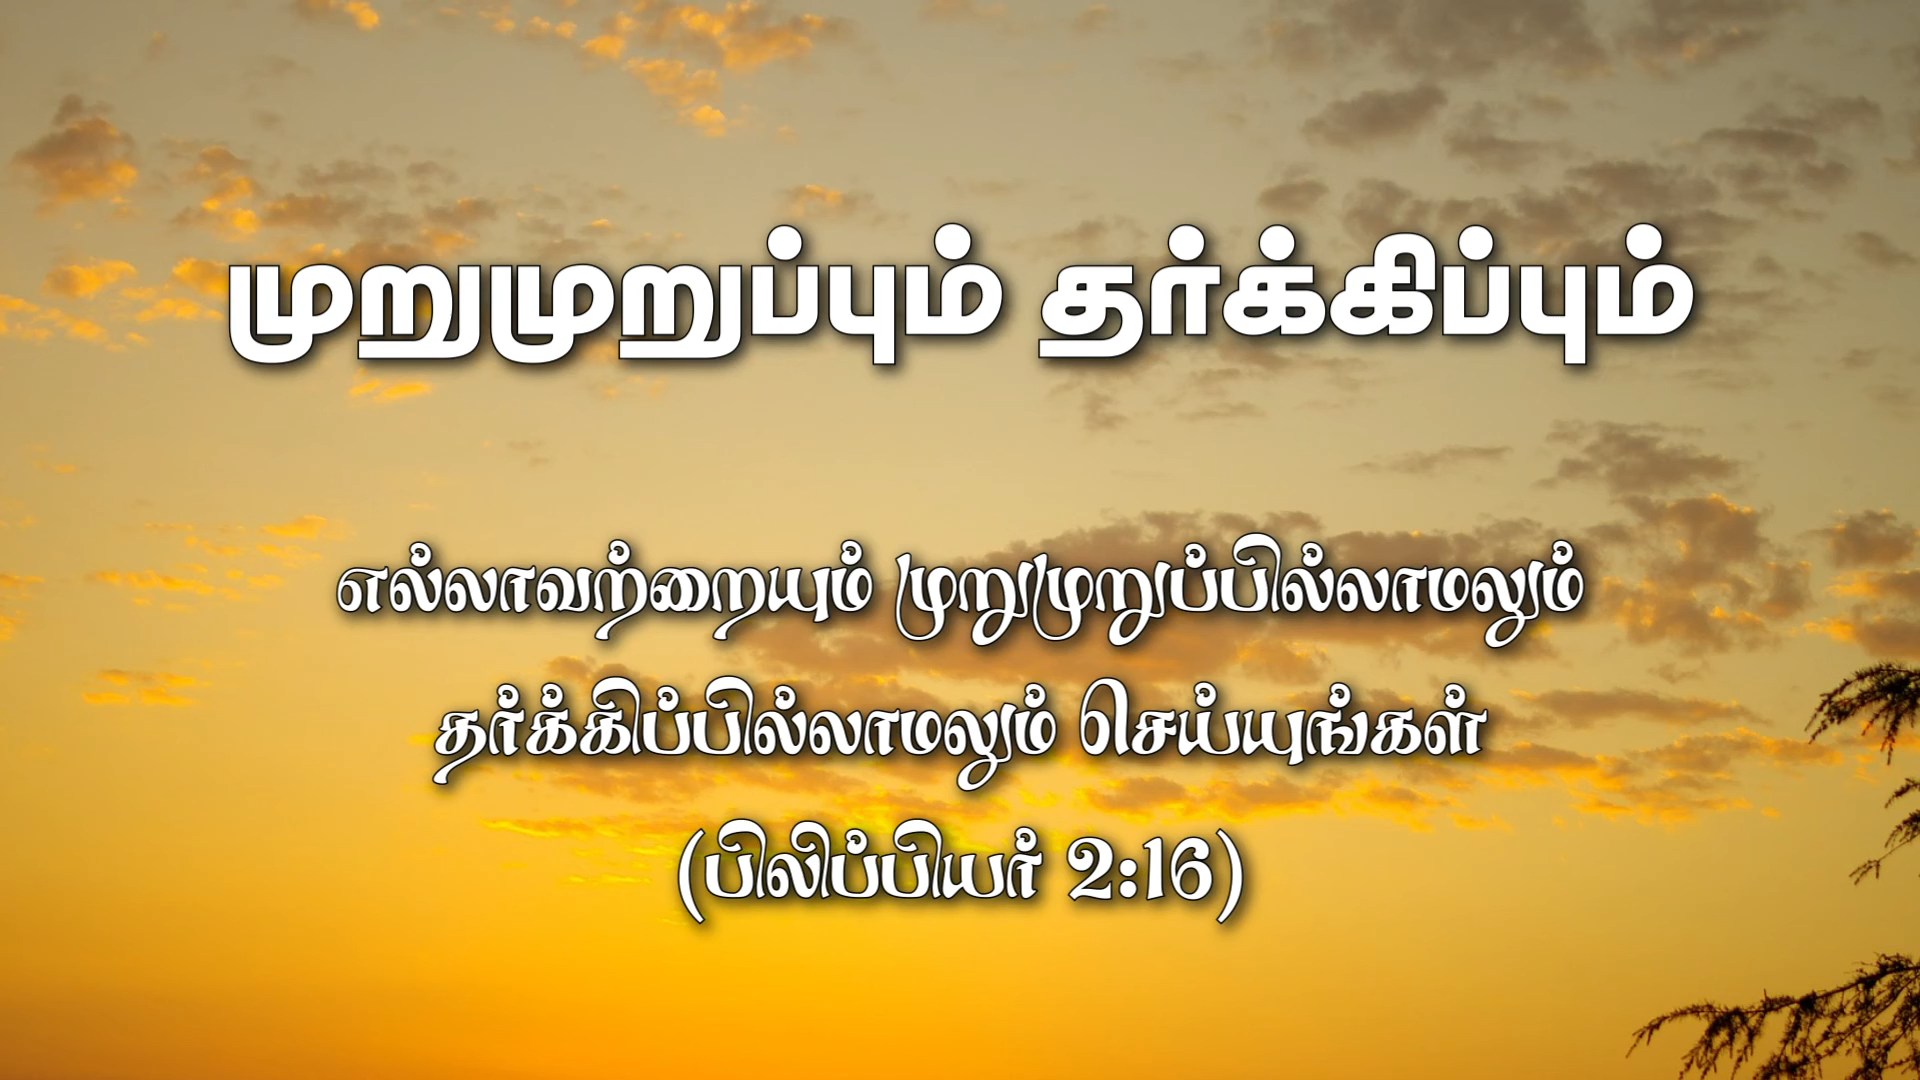 முறுமுறுப்பும் தர்க்கிப்பும்
எல்லாவற்றையும் முறுமுறுப்பில்லாமலும்
தர்க்கிப்பில்லாமலும் செய்யுங்கள்
(பிலிப்பியர் 2:16)